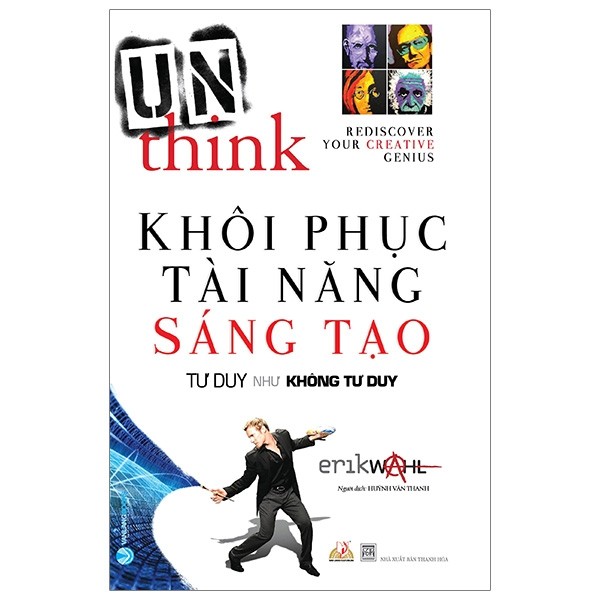 UN
think
REDISCOVER
YOUR CREATIVE
GENIUS
KHÔI PHỤC
TÀI NĂNG
SÁNG TẠO
TƯ DUY NHƯ KHÔNG TƯ DUY
erikWAHL
Người dịch: HUỲNH VĂN THANH
VANLANG
NHÀ XUẤT BẢN THANH HÓA